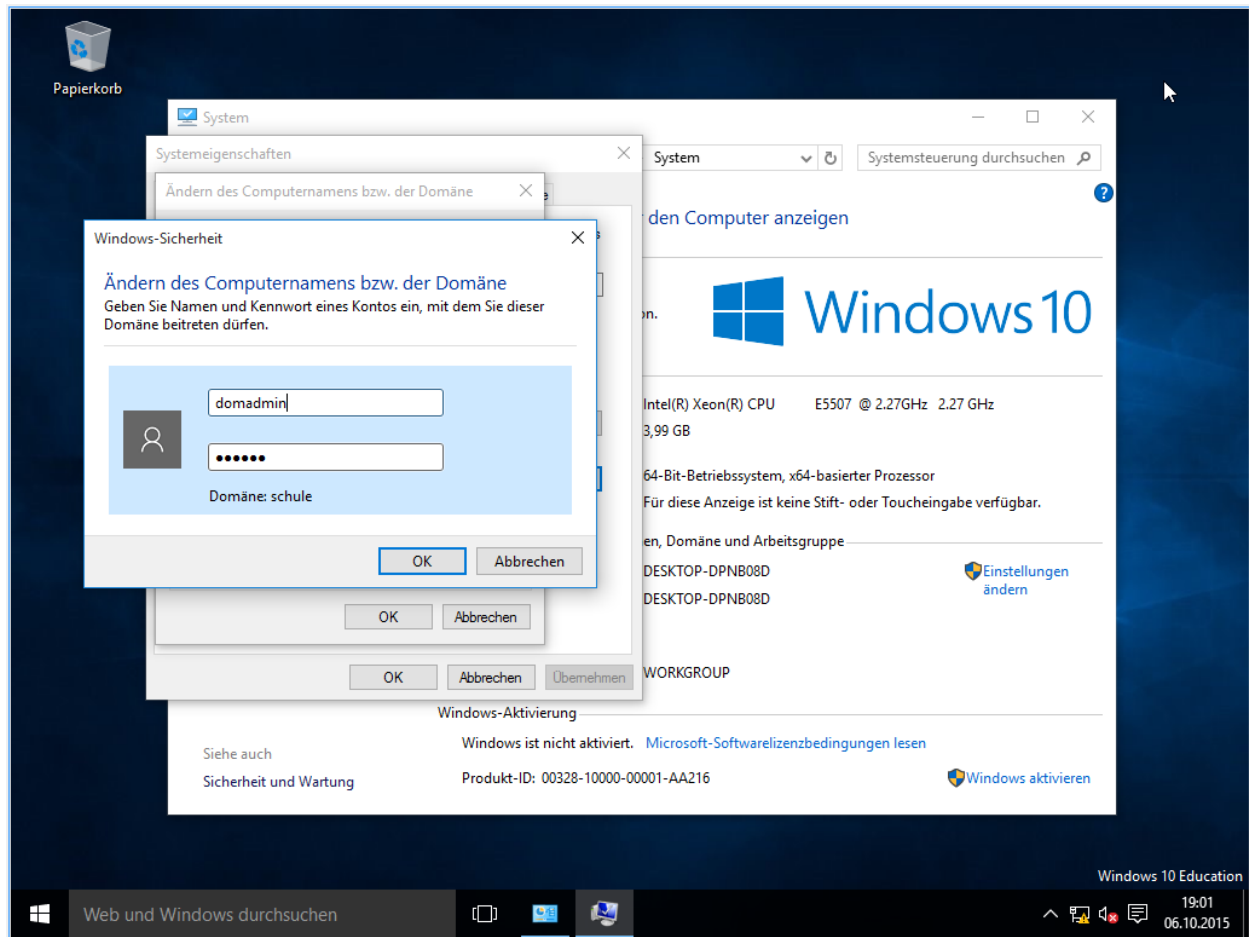 Papierkorb
System
Systemeigenschaften
System
Systemsteuerung durchsuchen
Ändern des Computernamens bzw. der Domäne
den Computer anzeigen
Windows-Sicherheit
Ändern des Computernamens bzw. der Domäne
Geben Sie Namen und Kennwort eines Kontos ein, mit dem Sie dieser
Domäne beitreten dürfen.
on.
Windows 10
domadmin
••••••
Domäne: schule
OK Abbrechen
Intel(R) Xeon(R) CPU E5507 @ 2.27GHz 2.27 GHz
3,99 GB
64-Bit-Betriebssystem, x64-basierter Prozessor
Für diese Anzeige ist keine Stift- oder Toucheingabe verfügbar.
en, Domäne und Arbeitsgruppe
DESKTOP-DPNB08D
Einstellungen
ändern
DESKTOP-DPNB08D
OK Abbrechen
WORKGROUP
OK Abbrechen Übernehmen
Windows-Aktivierung
Windows ist nicht aktiviert. Microsoft-Softwarelizenzbedingungen lesen
Siehe auch
Sicherheit und Wartung
Produkt-ID: 00328-10000-00001-AA216
Windows aktivieren
Windows 10 Education
Web und Windows durchsuchen
19:01
06.10.2015